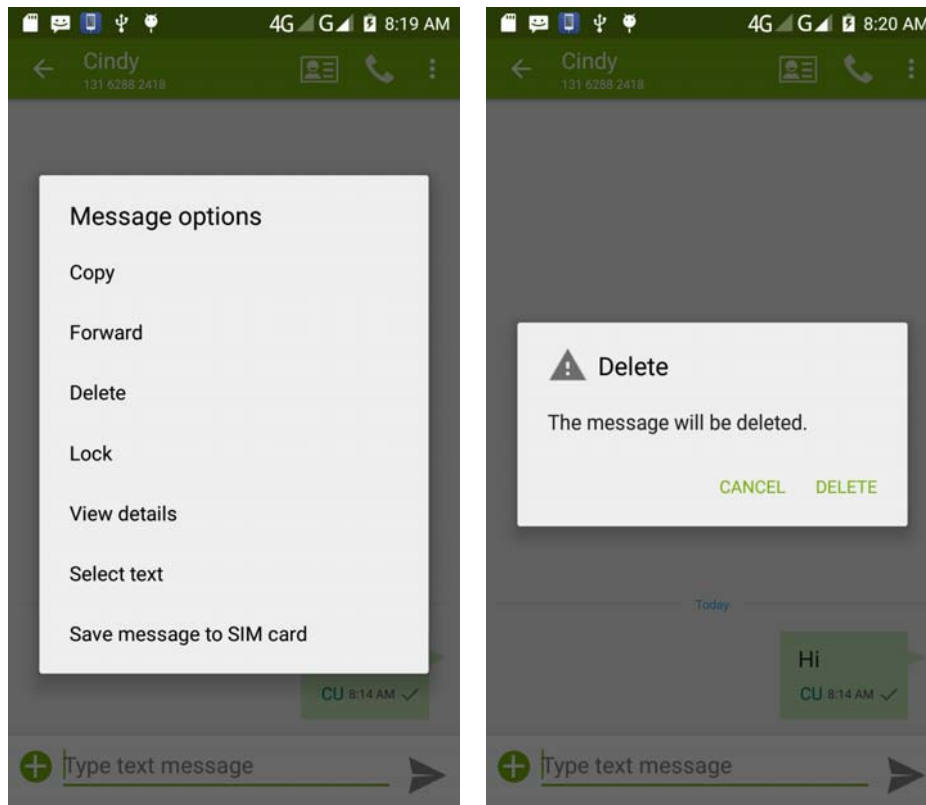 4G G 8:19 AM
Cindy
131 6288 2418
Message options
Copy
Forward
Delete
Lock
View details
Select text
Save message to SIM card
CU 8:14 AM
Type text message
4G G 8:20 AM
Cindy
131 6288 2418
Delete
The message will be deleted.
CANCEL DELETE
Today
Hi
CU 8:14 AM
Type text message